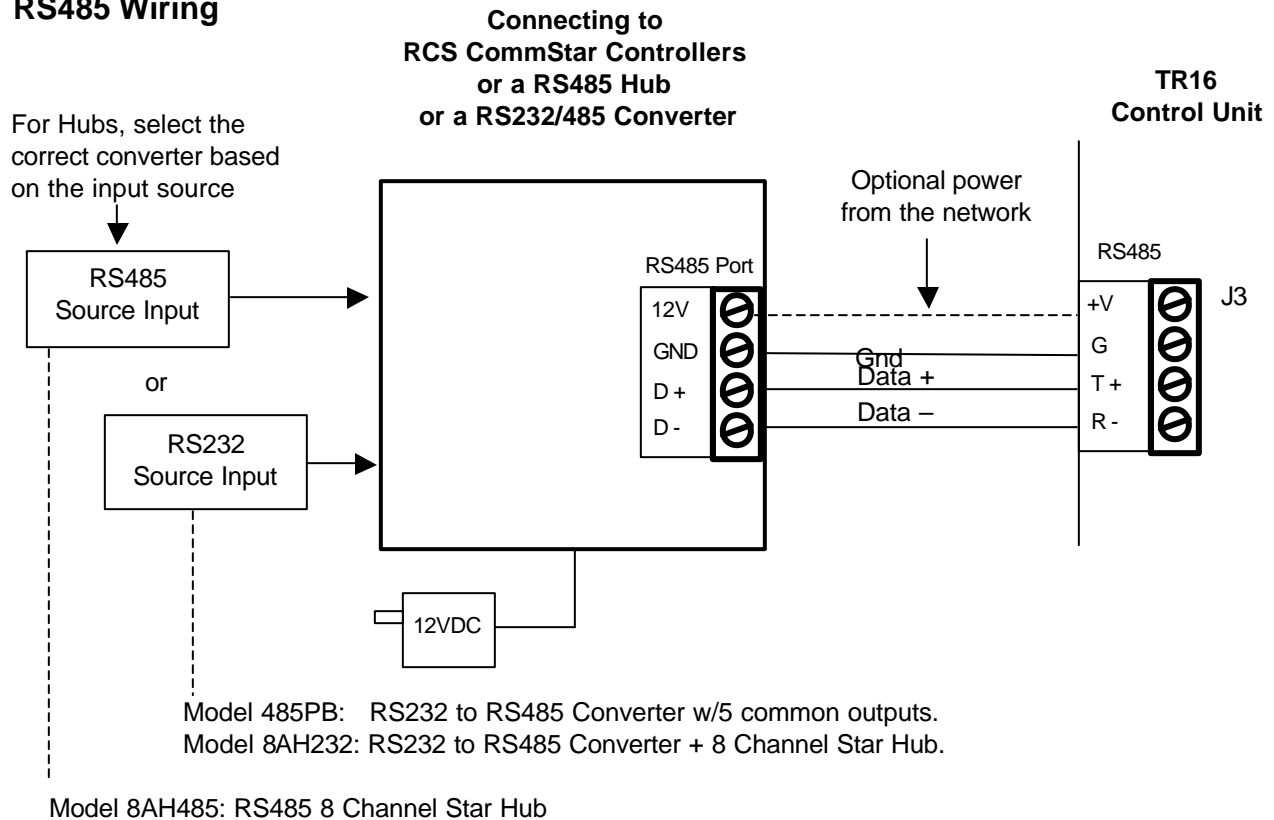 RS485 Wiring
Connecting to
RCS CommStar Controllers
or a RS485 Hub
or a RS232/485 Converter
TR16
Control Unit
For Hubs, select the
correct converter based
on the input source
Optional power
from the network
RS485
Source Input
or
RS232
Source Input
RS485 Port
12V
GND
D +
D -
Gnd
Data +
Data –
RS485
+V
G
T +
R -
J3
12VDC
Model 485PB: RS232 to RS485 Converter w/5 common outputs.
Model 8AH232: RS232 to RS485 Converter + 8 Channel Star Hub.
Model 8AH485: RS485 8 Channel Star Hub